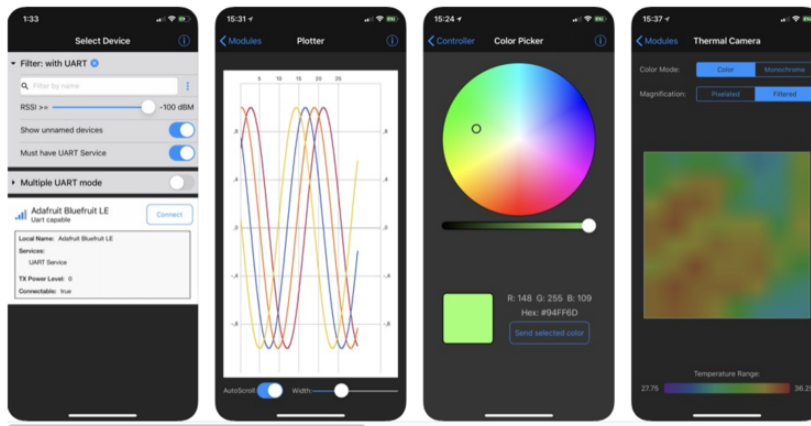 1:33
Select Device
Filter: with UART
Filter by name
RSSI >= -100 dBM
Show unnamed devices
Must have UART Service
Multiple UART mode
Adafruit Bluefruit LE
Uart capable
Connect
Local Name: Adafruit Bluefruit LE
Services:
UART Service
TX Power Level: 0
Connectable: true
15:31
Modules Plotter
5 10 15 20 25
AutoScroll: Width:
15:24
Controller Color Picker
R: 148 G: 255 B: 109
Hex: #94FF6D
Send selected color
15:37
Modules Thermal Camera
Color Mode: Color Monochrome
Magnification: Pixelated Filtered
Temperature Range:
27.75 36.25